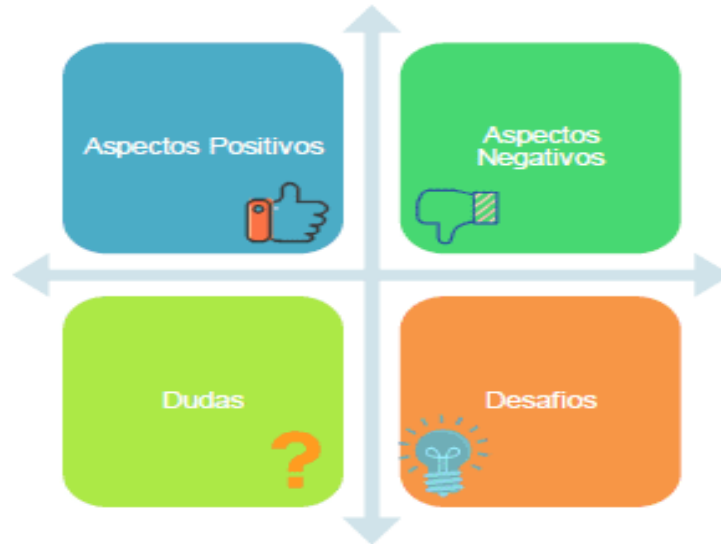 Aspectos Positivos
Aspectos
Negativos
Dudas
?
Desafios